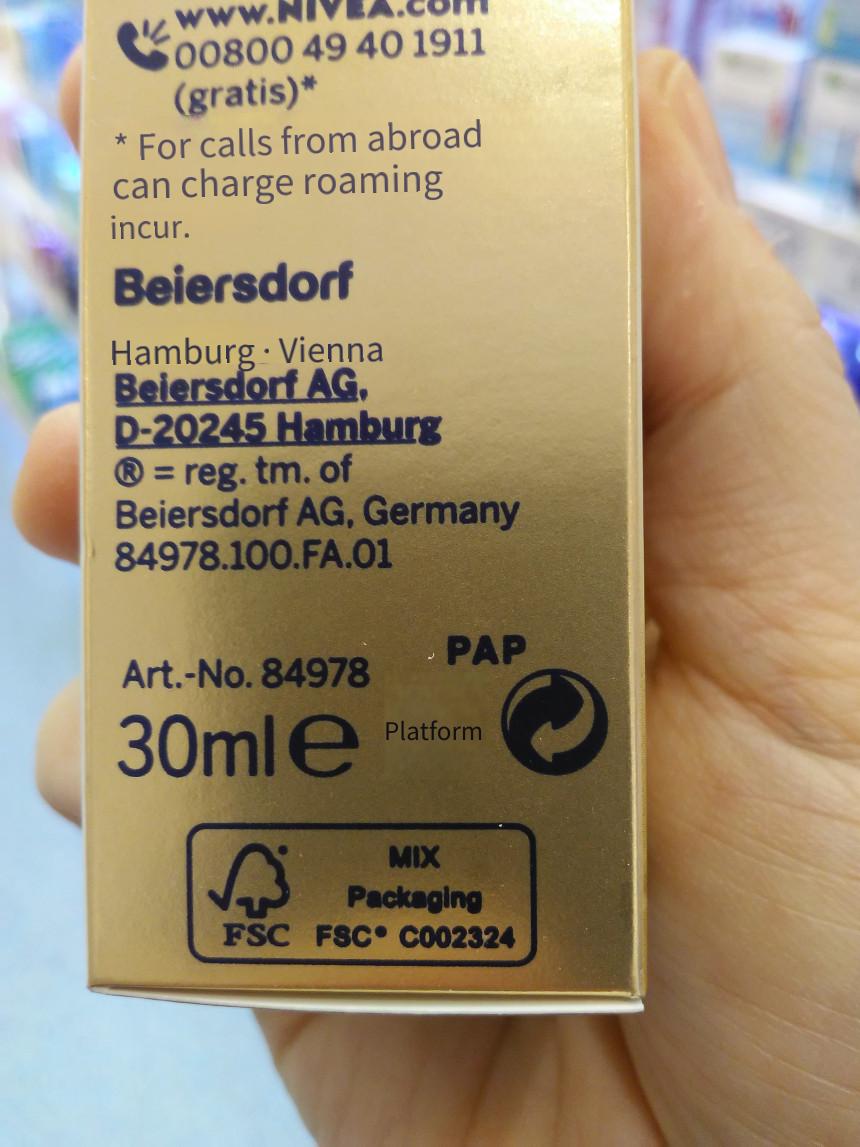 www.NIVEA.com
00800 49 40 1911
(gratis)*
* For calls from abroad
can charge roaming
incur.
Beiersdorf
Hamburg · Vienna
Beiersdorf AG,
D-20245 Hamburg
® = reg. tm. of
Beiersdorf AG, Germany
84978.100.FA.01
PAP
Art.-No. 84978
30ml e Platform
MIX
Packaging
FSC FSC® C002324